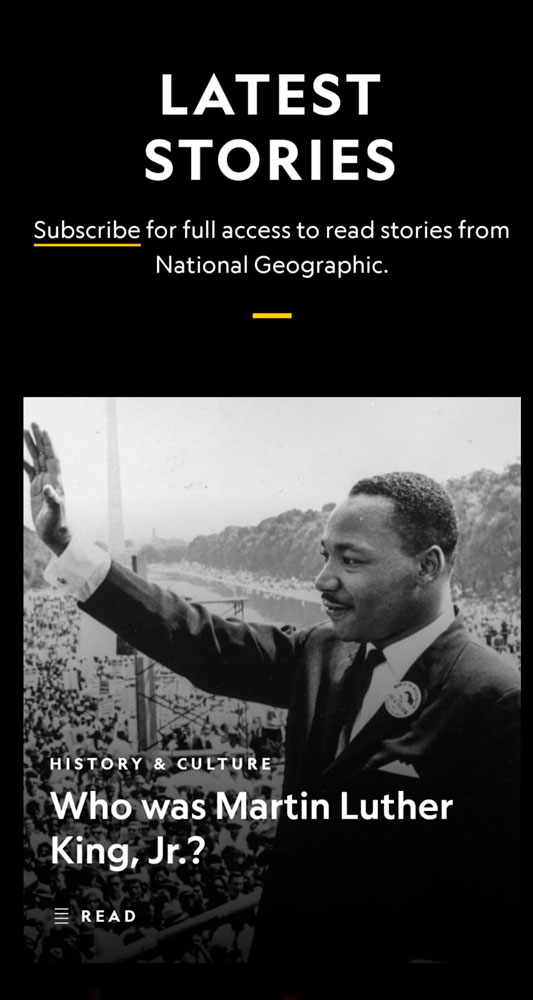 LATEST
STORIES
Subscribe for full access to read stories from
National Geographic.
HISTORY & CULTURE
Who was Martin Luther
King, Jr.?
READ